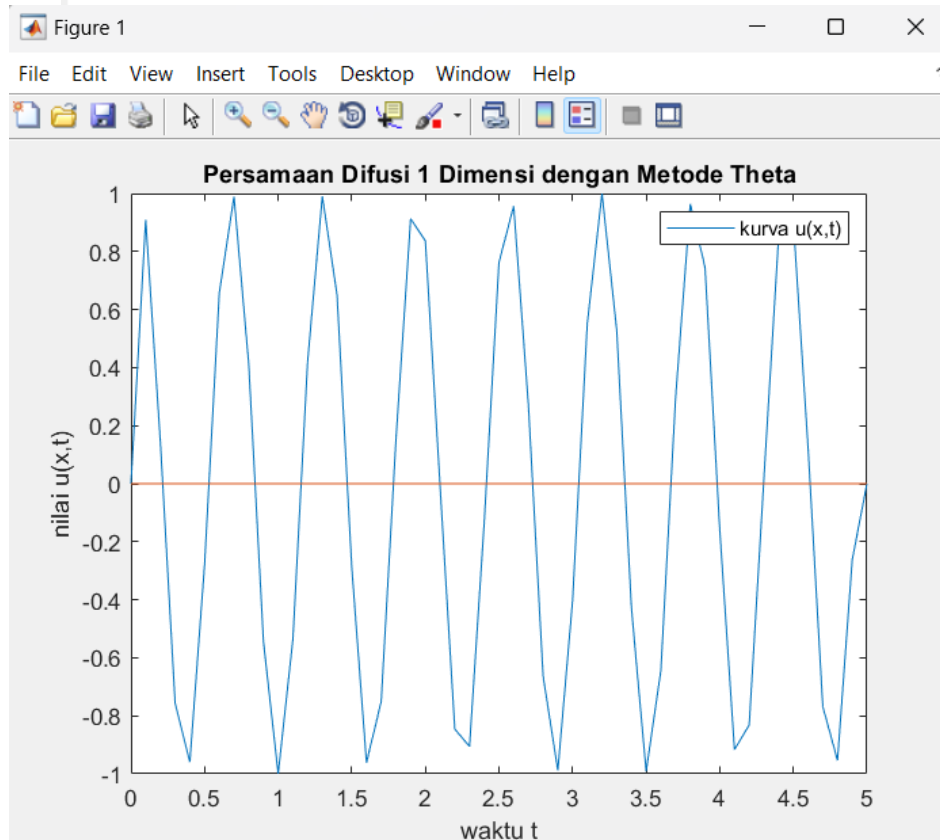 Figure 1
File Edit View Insert Tools Desktop Window Help
Persamaan Difusi 1 Dimensi dengan Metode Theta
kurva u(x,t)
nilai u(x,t)
1
0.8
0.6
0.4
0.2
0
-0.2
-0.4
-0.6
-0.8
-1
0 0.5 1 1.5 2 2.5 3 3.5 4 4.5 5
waktu t